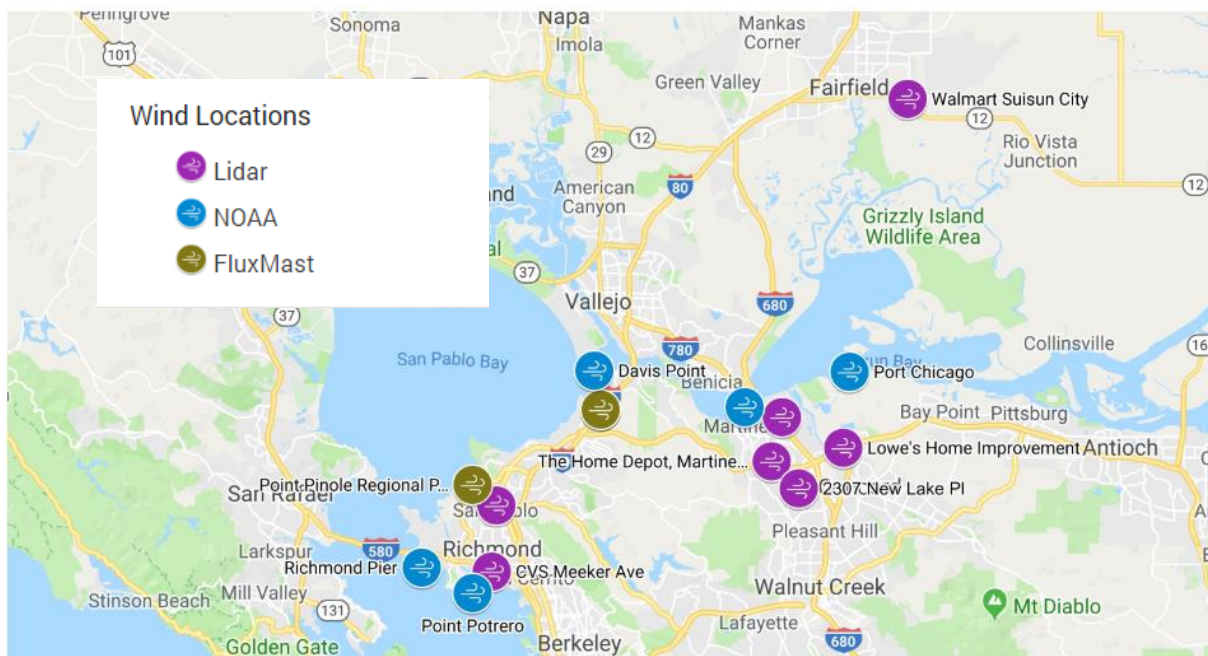 Penngrove
101
Sonoma
Napa
Imola
Mankas
Corner
Green Valley
Fairfield
Walmart Suisun City
12
Rio Vista
Junction
12
12
29
80
American
Canyon
Grizzly Island
Wildlife Area
Wind Locations
Lidar
NOAA
FluxMast
37
37
Vallejo
680
780
Collinsville
San Pablo Bay
Davis Point
Benicia
Port Chicago
Bay Point
Pittsburg
Antioch
Lowe's Home Improvement
The Home Depot, Martine...
2307 New Lake Pl
Pleasant Hill
Point Pinole Regional P...
San Rafael
Larkspur
580
Richmond
Richmond Pier
CVS Meeker Ave
Mill Valley
Stinson Beach
131
Point Potrero
Walnut Creek
Mt Diablo
Lafayette
680
Golden Gate
Berkeley